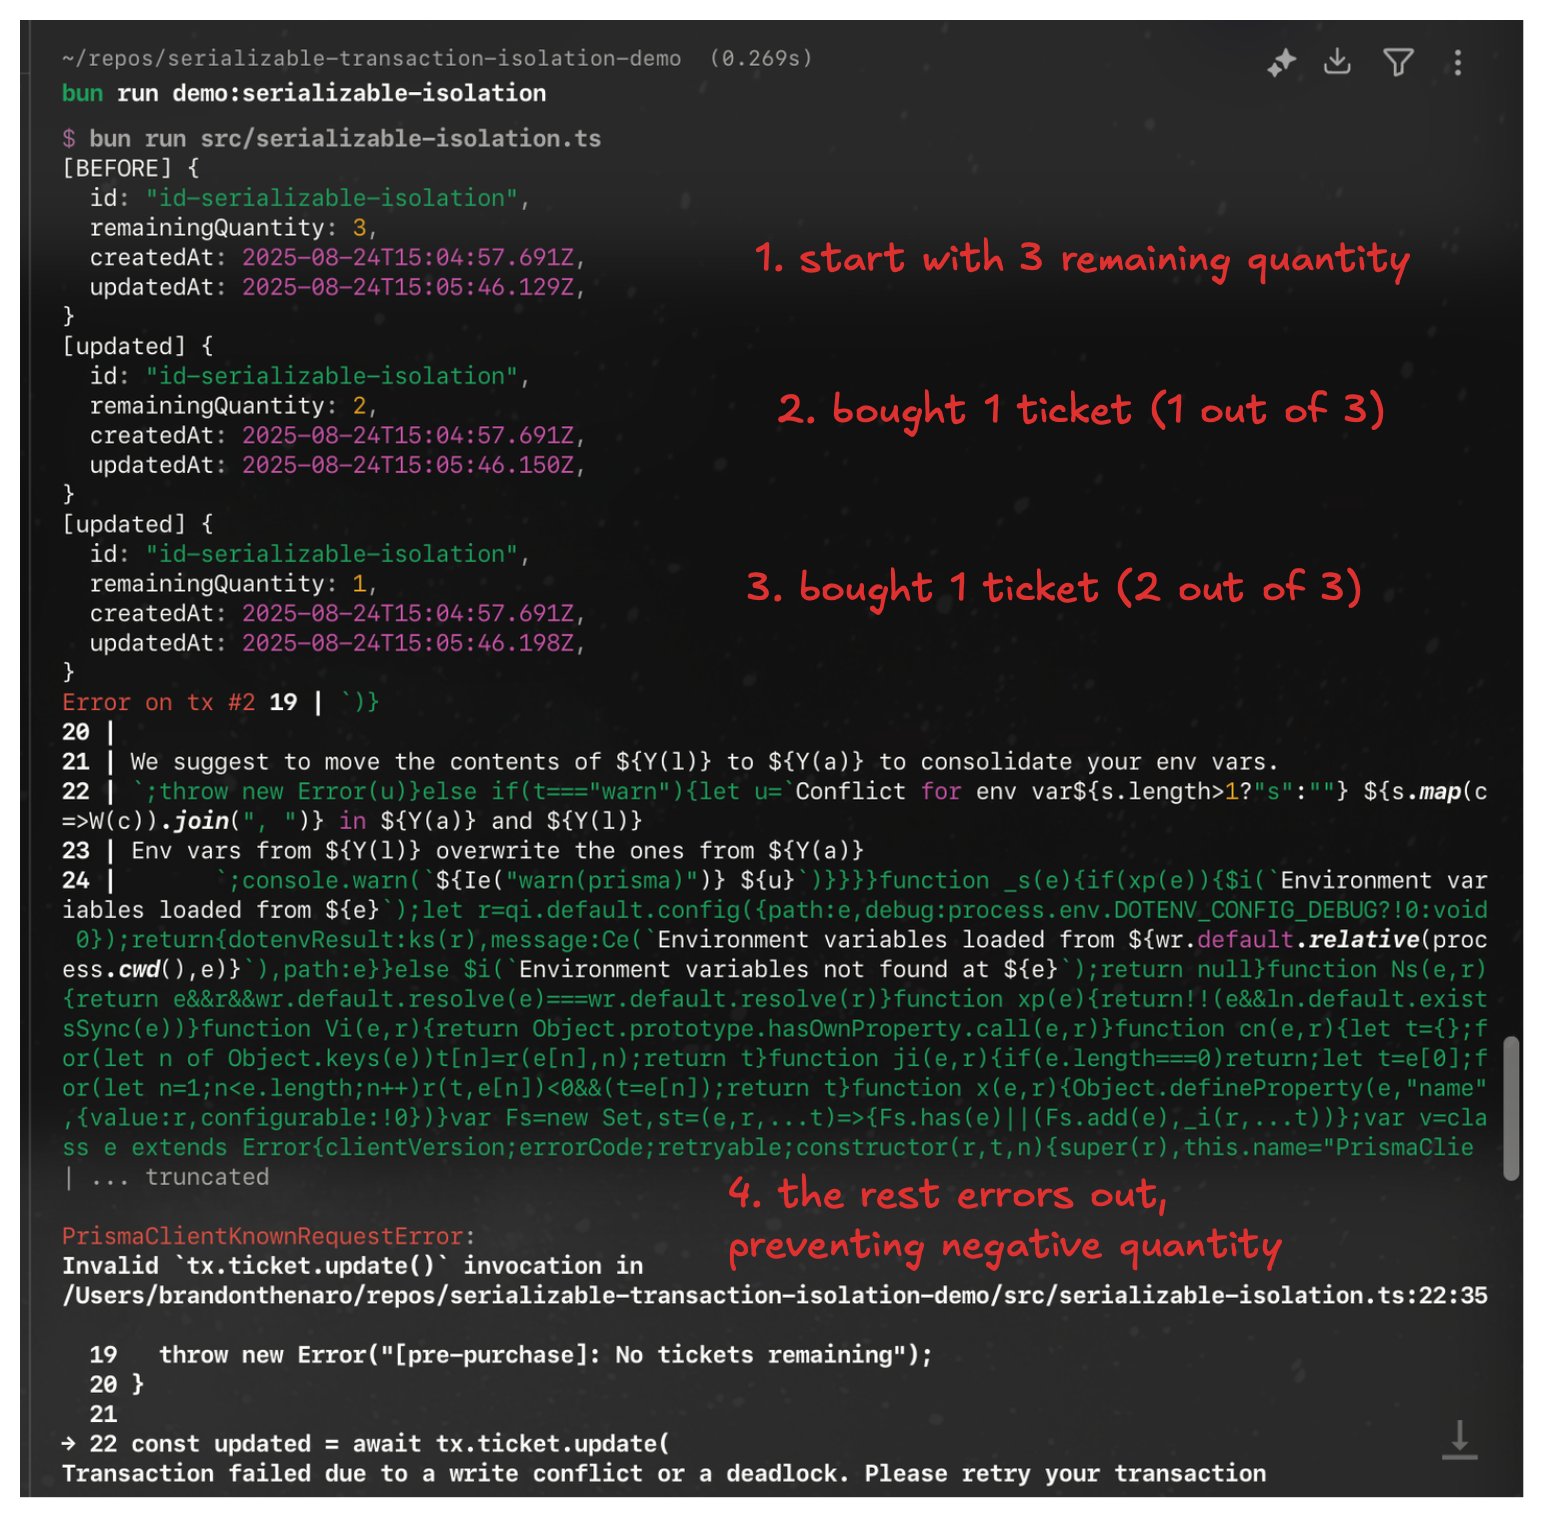 ~/repos/serializable-transaction-isolation-demo (0.269s)
bun run demo:serializable-isolation
$ bun run src/serializable-isolation.ts
[BEFORE] {
  id: "id-serializable-isolation",
  remainingQuantity: 3,
  createdAt: 2025-08-24T15:04:57.691Z,
1. start with 3 remaining quantity
  updatedAt: 2025-08-24T15:05:46.129Z,
}
[updated] {
  id: "id-serializable-isolation",
  remainingQuantity: 2,
2. bought 1 ticket (1 out of 3)
  createdAt: 2025-08-24T15:04:57.691Z,
  updatedAt: 2025-08-24T15:05:46.150Z,
}
[updated] {
  id: "id-serializable-isolation",
  remainingQuantity: 1,
3. bought 1 ticket (2 out of 3)
  createdAt: 2025-08-24T15:04:57.691Z,
  updatedAt: 2025-08-24T15:05:46.198Z,
}
Error on tx #2 19 | `)}
20 |
21 | We suggest to move the contents of ${Y(l)} to ${Y(a)} to consolidate your env vars.
22 | `;throw new Error(u)}else if(t==="warn"){let u=`Conflict for env var${s.length>1?"s":""} ${s.map(c
=>W(c)).join(", ")} in ${Y(a)} and ${Y(l)}
23 | Env vars from ${Y(l)} overwrite the ones from ${Y(a)}
24 |       `;console.warn(`${Ie("warn(prisma)")} ${u}`)}}}}function _s(e){if(xp(e)){$i(`Environment var
iables loaded from ${e}`);let r=qi.default.config({path:e,debug:process.env.DOTENV_CONFIG_DEBUG?!0:void
 0});return{dotenvResult:ks(r),message:Ce(`Environment variables loaded from ${wr.default.relative(proc
ess.cwd(),e)}`),path:e}}else $i(`Environment variables not found at ${e}`);return null}function Ns(e,r)
{return e&&r&&wr.default.resolve(e)===wr.default.resolve(r)}function xp(e){return!!(e&&ln.default.exist
sSync(e))}function Vi(e,r){return Object.prototype.hasOwnProperty.call(e,r)}function cn(e,r){let t={};f
or(let n of Object.keys(e))t[n]=r(e[n],n);return t}function ji(e,r){if(e.length===0)return;let t=e[0];f
or(let n=1;n<e.length;n++)r(t,e[n])<0&&(t=e[n]);return t}function x(e,r){Object.defineProperty(e,"name"
,{value:r,configurable:!0})}var Fs=new Set,st=(e,r,...t)=>{Fs.has(e)||(Fs.add(e),_i(r,...t))};var v=cla
ss e extends Error{clientVersion;errorCode;retryable;constructor(r,t,n){super(r),this.name="PrismaClie
| ... truncated
4. the rest errors out,
preventing negative quantity
PrismaClientKnownRequestError:
Invalid `tx.ticket.update()` invocation in
/Users/brandonthenaro/repos/serializable-transaction-isolation-demo/src/serializable-isolation.ts:22:35
  19   throw new Error("[pre-purchase]: No tickets remaining");
  20 }
  21
→ 22 const updated = await tx.ticket.update(
Transaction failed due to a write conflict or a deadlock. Please retry your transaction